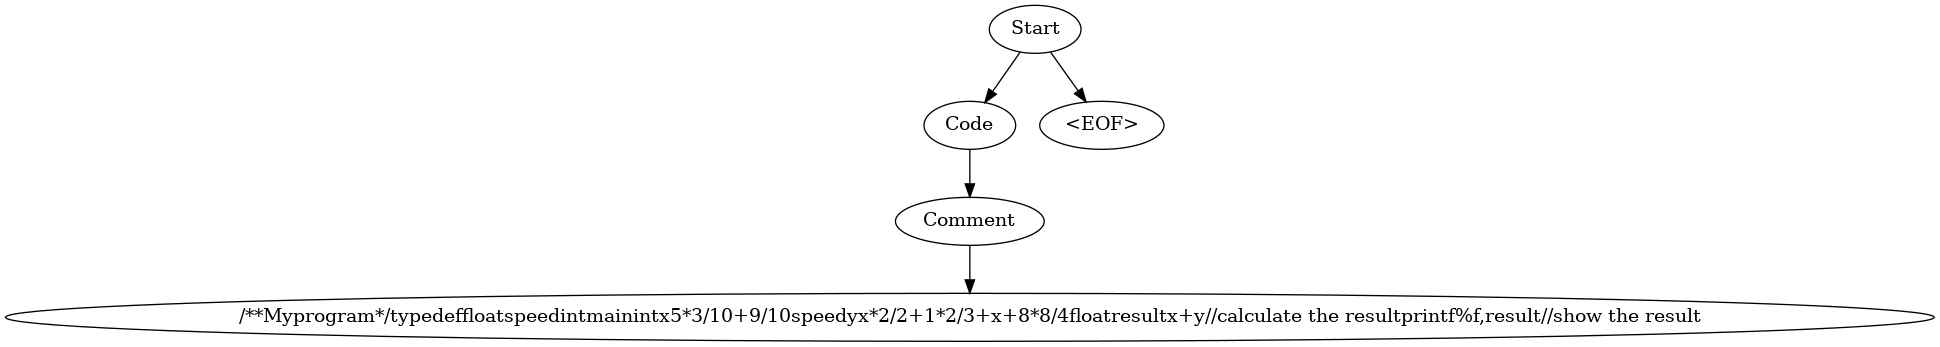 Start
Code
<EOF>
Comment
/**Myprogram*/typedeffloatspeedintmainintx5*3/10+9/10speedyx*2/2+1*2/3+x+8*8/4floatresultx+y//calculate the resultprintf%f,result//show the result